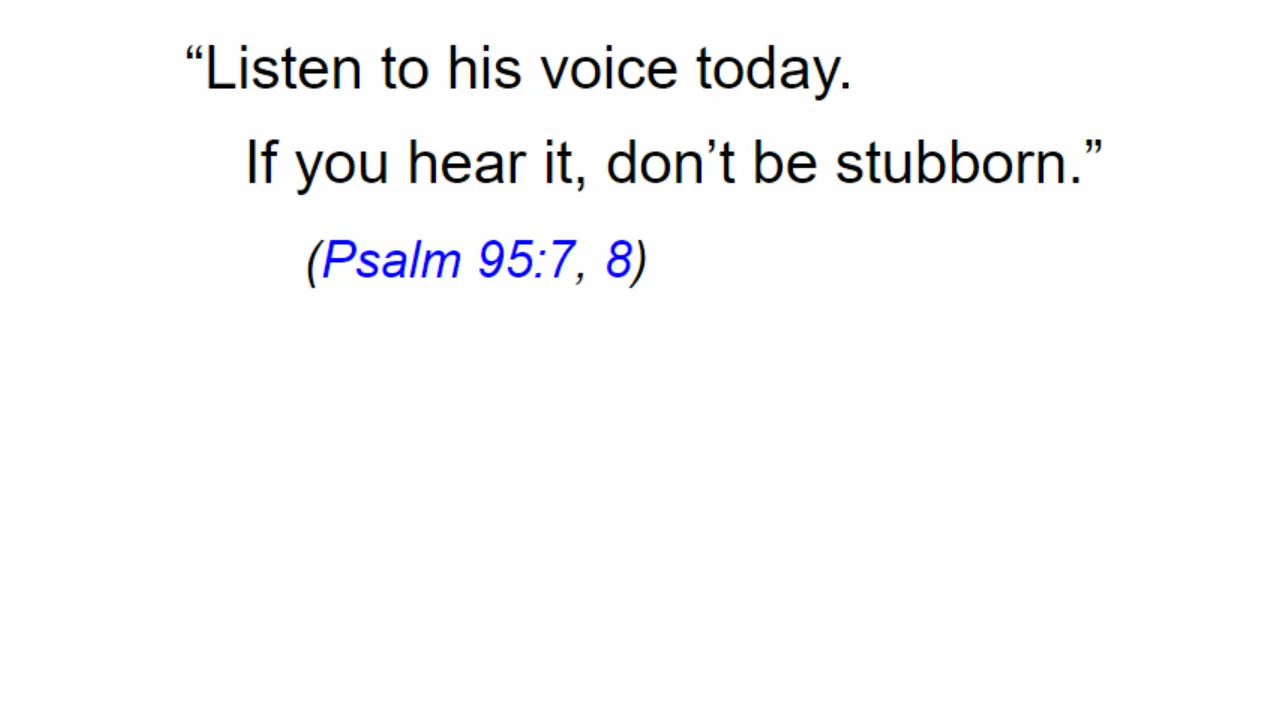 “Listen to his voice today.
If you hear it, don’t be stubborn.”
(Psalm 95:7, 8)